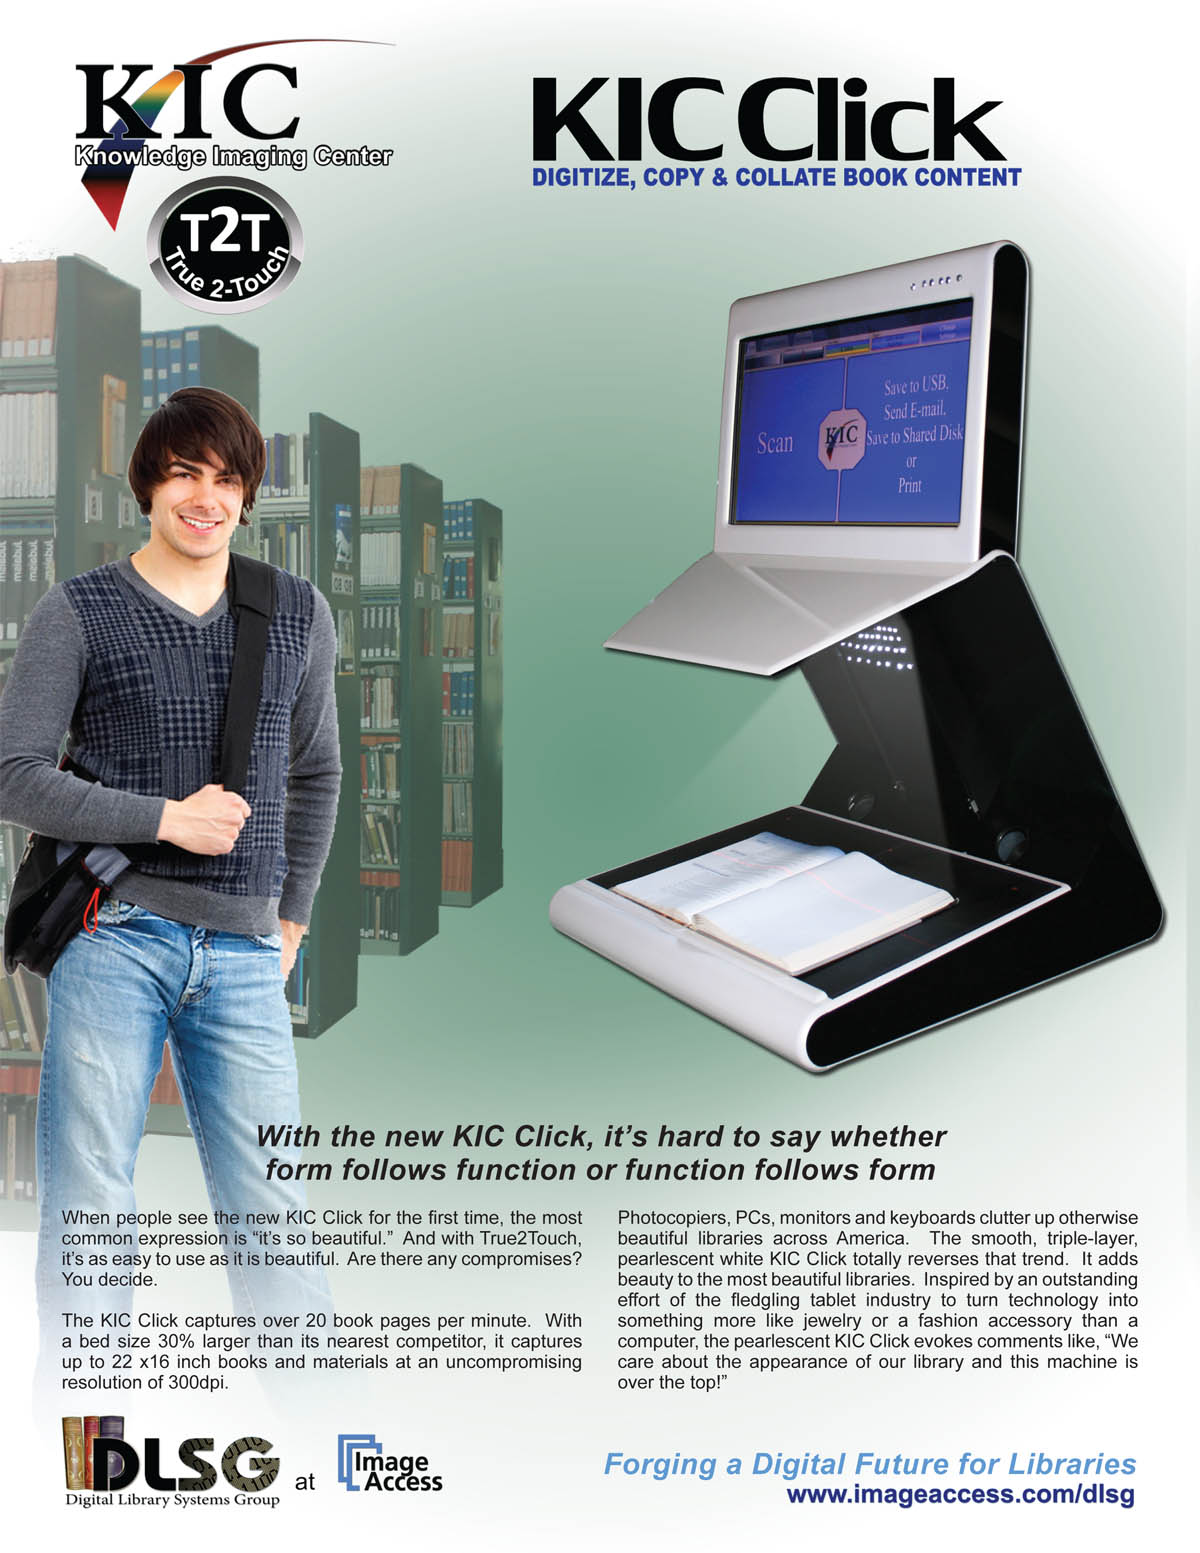 KIC
Knowledge Imaging Center
T2T
True 2-Touch
KIC Click
DIGITIZE, COPY & COLLATE BOOK CONTENT
Scan
KIC
Save to USB,
Send E-mail,
Save to Shared Disk
or
Print
With the new KIC Click, it’s hard to say whether
form follows function or function follows form
When people see the new KIC Click for the first time, the most
common expression is “it’s so beautiful.”  And with True2Touch,
it’s as easy to use as it is beautiful.  Are there any compromises?
You decide.
The KIC Click captures over 20 book pages per minute.  With
a bed size 30% larger than its nearest competitor, it captures
up to 22 x16 inch books and materials at an uncompromising
resolution of 300dpi.
Photocopiers, PCs, monitors and keyboards clutter up otherwise
beautiful libraries across America.  The smooth, triple-layer,
pearlescent white KIC Click totally reverses that trend.  It adds
beauty to the most beautiful libraries.  Inspired by an outstanding
effort of the fledgling tablet industry to turn technology into
something more like jewelry or a fashion accessory than a
computer, the pearlescent KIC Click evokes comments like, “We
care about the appearance of our library and this machine is
over the top!”
DLSG
Digital Library Systems Group
at
Image
Access
Forging a Digital Future for Libraries
www.imageaccess.com/dlsg